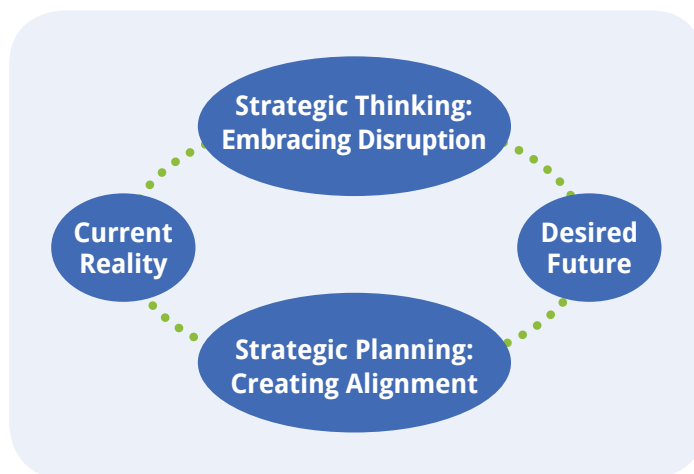 Strategic Thinking:
Embracing Disruption
Current
Reality
Desired
Future
Strategic Planning:
Creating Alignment